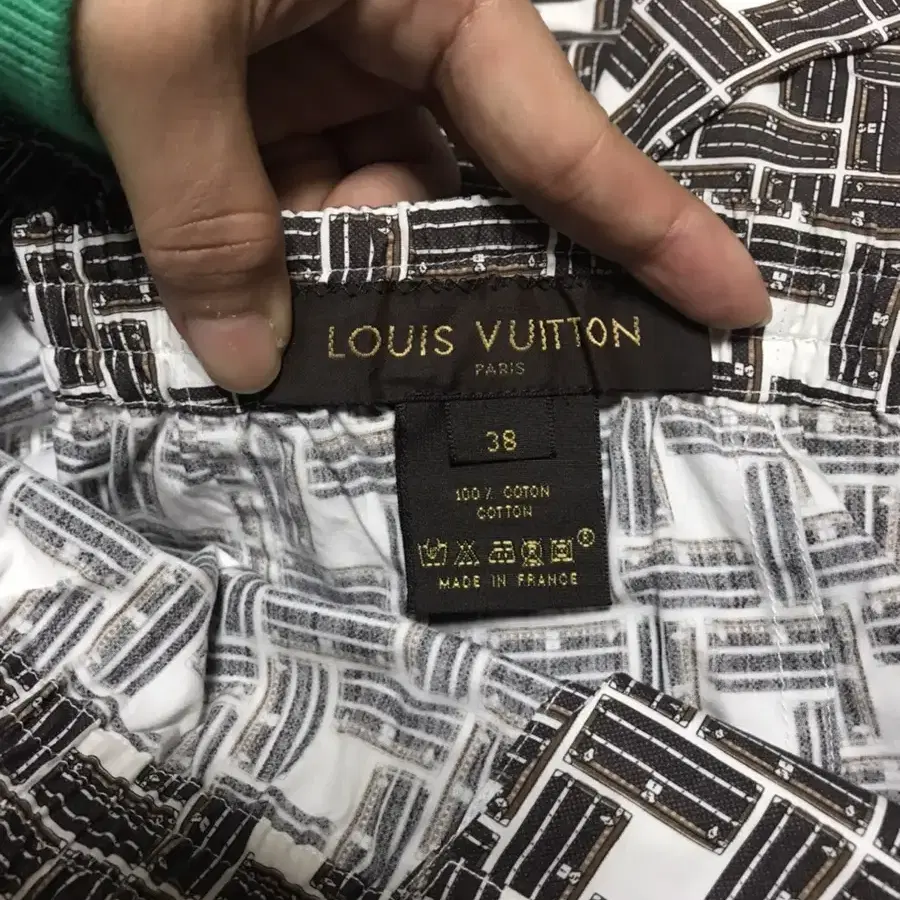 LOUIS VUITTON
PARIS
38
100% COTON
COTTON
MADE IN FRANCE